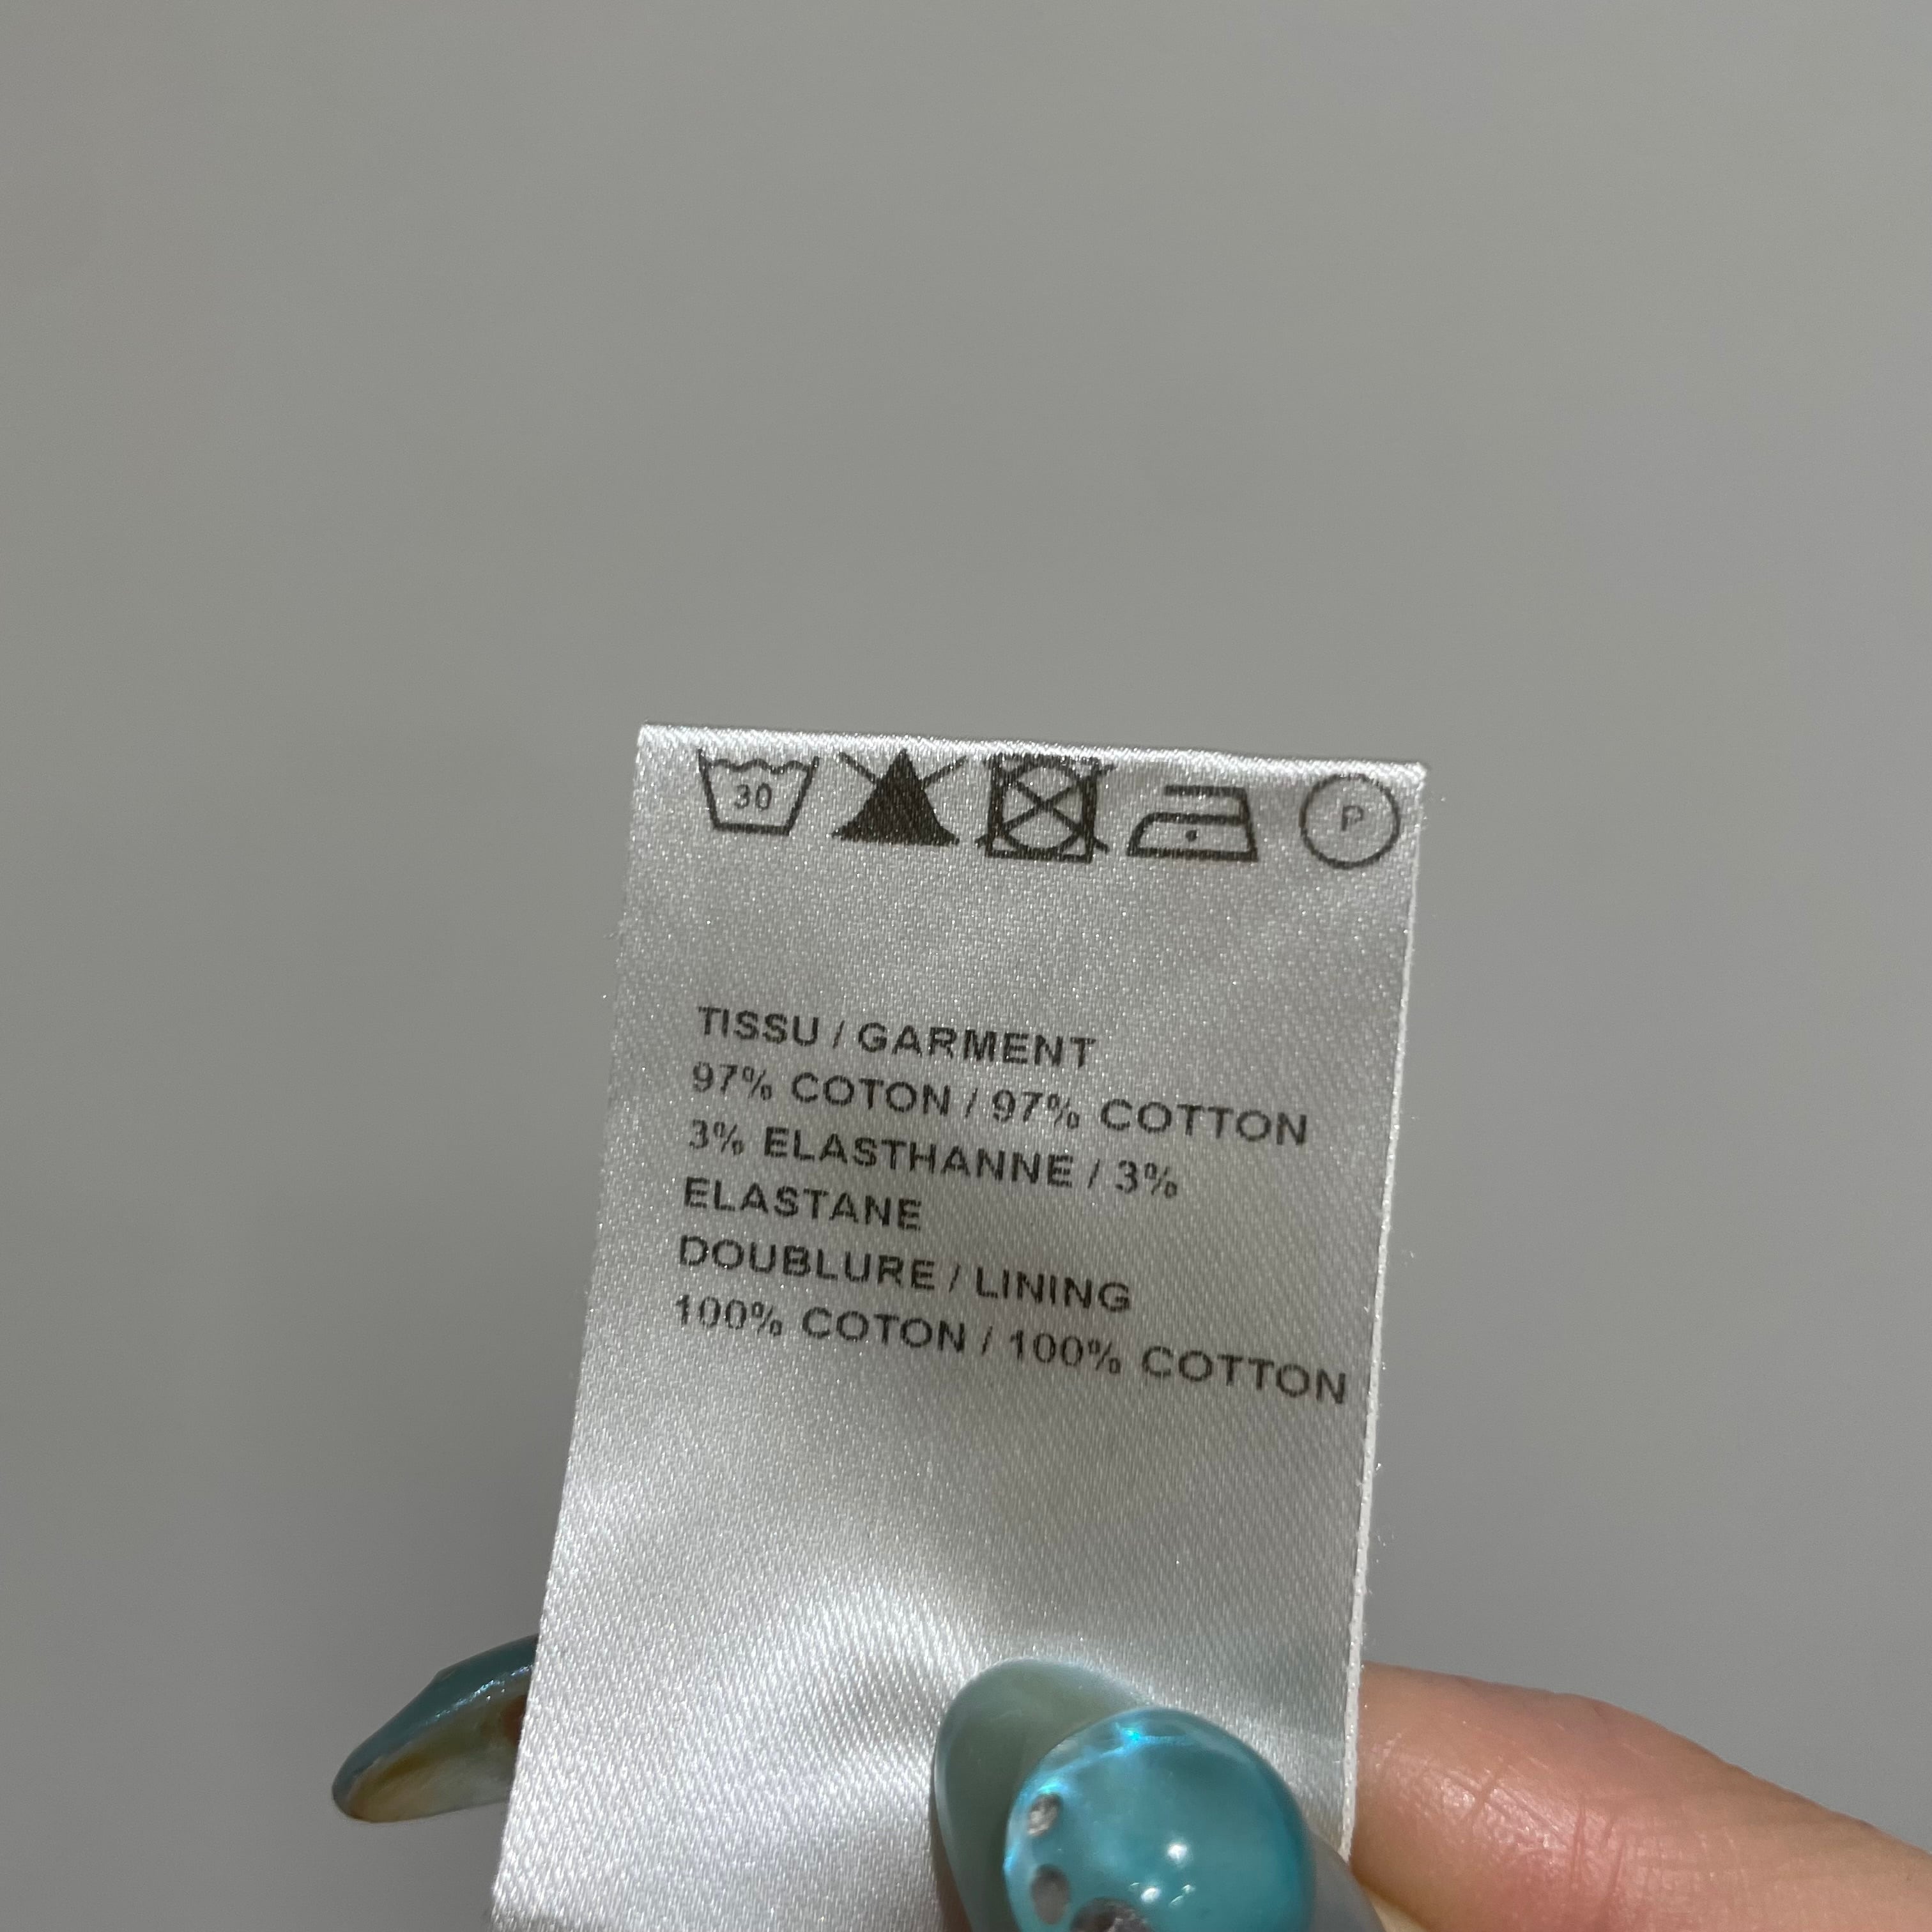 30 P
TISSU / GARMENT
97% COTON / 97% COTTON
3% ELASTHANNE / 3%
ELASTANE
DOUBLURE / LINING
100% COTON / 100% COTTON